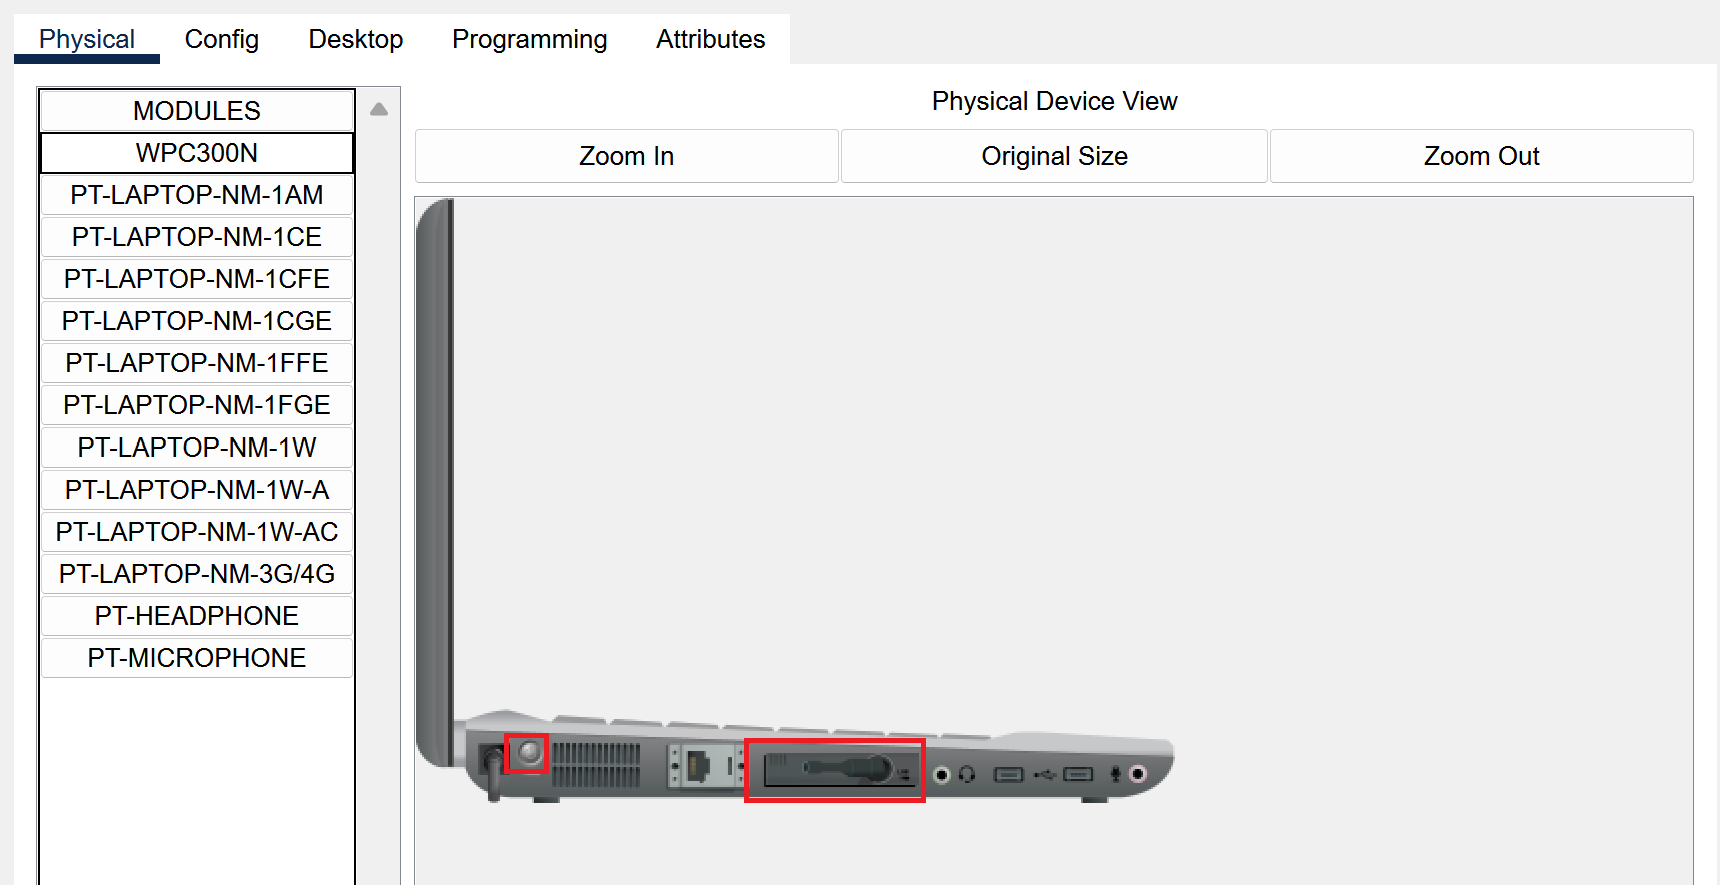 Physical
Config
Desktop
Programming
Attributes
MODULES
WPC300N
PT-LAPTOP-NM-1AM
PT-LAPTOP-NM-1CE
PT-LAPTOP-NM-1CFE
PT-LAPTOP-NM-1CGE
PT-LAPTOP-NM-1FFE
PT-LAPTOP-NM-1FGE
PT-LAPTOP-NM-1W
PT-LAPTOP-NM-1W-A
PT-LAPTOP-NM-1W-AC
PT-LAPTOP-NM-3G/4G
PT-HEADPHONE
PT-MICROPHONE
Physical Device View
Zoom In
Original Size
Zoom Out